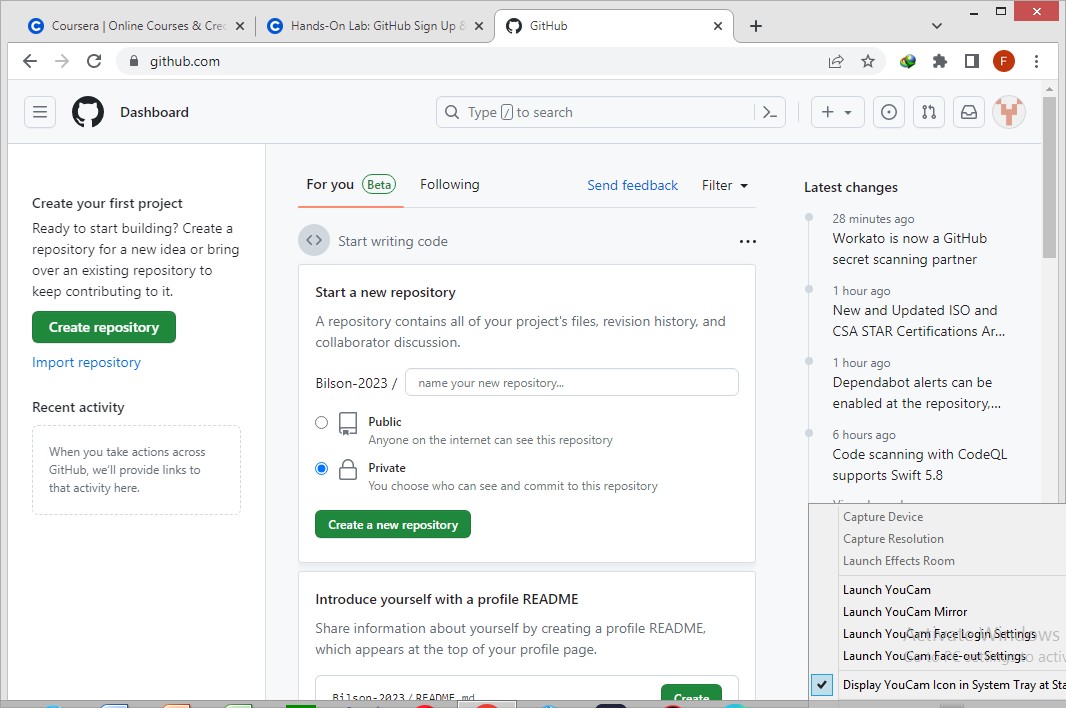 Coursera | Online Courses & Cre
Hands-On Lab: GitHub Sign Up &
GitHub
github.com
F
Dashboard
Type / to search
Create your first project
Ready to start building? Create a
repository for a new idea or bring
over an existing repository to
keep contributing to it.
Create repository
Import repository
Recent activity
When you take actions across
GitHub, we'll provide links to
that activity here.
For you Beta
Following
Send feedback
Filter
Start writing code
Start a new repository
A repository contains all of your project's files, revision history, and
collaborator discussion.
Bilson-2023 / name your new repository...
Public
Anyone on the internet can see this repository
Private
You choose who can see and commit to this repository
Create a new repository
Introduce yourself with a profile README
Share information about yourself by creating a profile README,
which appears at the top of your profile page.
Bilson-2023 / README.md
Create
Latest changes
28 minutes ago
Workato is now a GitHub
secret scanning partner
1 hour ago
New and Updated ISO and
CSA STAR Certifications Ar...
1 hour ago
Dependabot alerts can be
enabled at the repository,...
6 hours ago
Code scanning with CodeQL
supports Swift 5.8
Capture Device
Capture Resolution
Launch Effects Room
Launch YouCam
Launch YouCam Mirror
Launch YouCam Face Login Settings
Launch YouCam Face-out Settings
Display YouCam Icon in System Tray at Sta
Activate Windows
Go to PC settings to activ